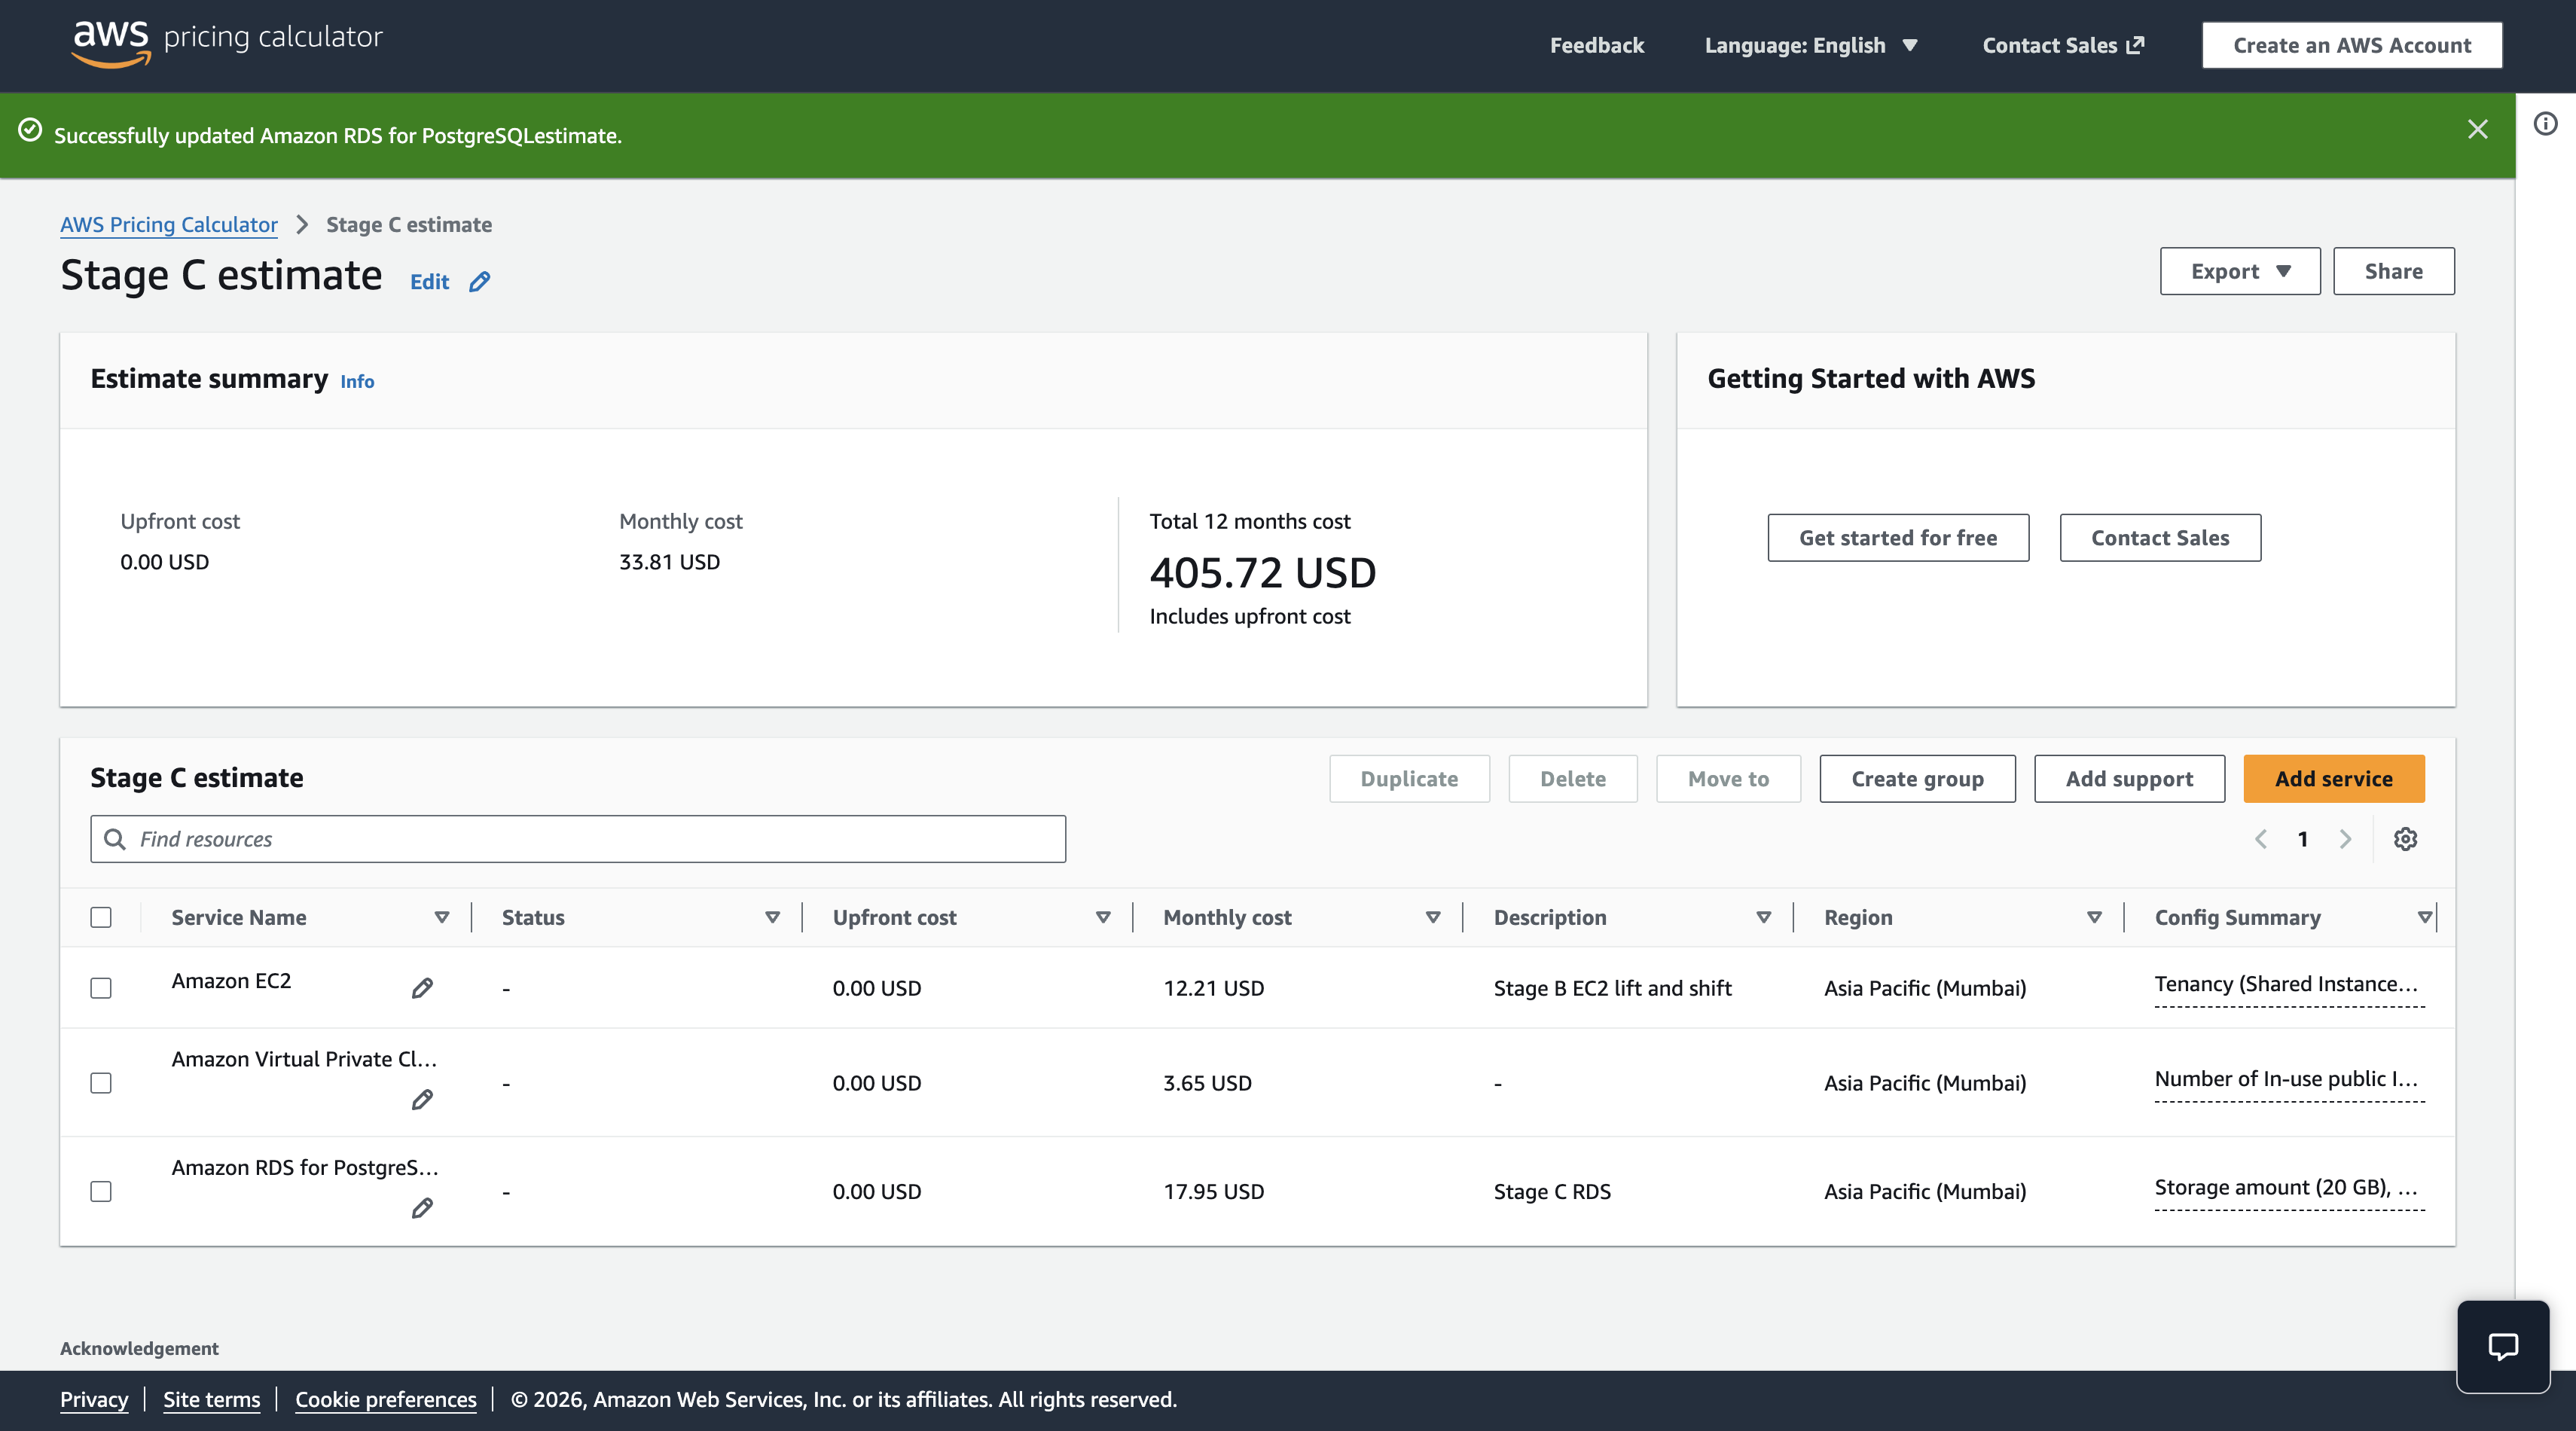 aws pricing calculator
Feedback
Language: English
Contact Sales
Create an AWS Account
Successfully updated Amazon RDS for PostgreSQLestimate.
AWS Pricing Calculator
Stage C estimate
Stage C estimate
Edit
Export
Share
Estimate summary Info
Upfront cost
0.00 USD
Monthly cost
33.81 USD
Total 12 months cost
405.72 USD
Includes upfront cost
Getting Started with AWS
Get started for free
Contact Sales
Stage C estimate
Duplicate
Delete
Move to
Create group
Add support
Add service
Find resources
1
Service Name Status Upfront cost Monthly cost Description Region Config Summary
Amazon EC2 - 0.00 USD 12.21 USD Stage B EC2 lift and shift Asia Pacific (Mumbai) Tenancy (Shared Instance...
Amazon Virtual Private Cl... - 0.00 USD 3.65 USD - Asia Pacific (Mumbai) Number of In-use public I...
Amazon RDS for PostgreS... - 0.00 USD 17.95 USD Stage C RDS Asia Pacific (Mumbai) Storage amount (20 GB), ...
Acknowledgement
Privacy
Site terms
Cookie preferences
© 2026, Amazon Web Services, Inc. or its affiliates. All rights reserved.